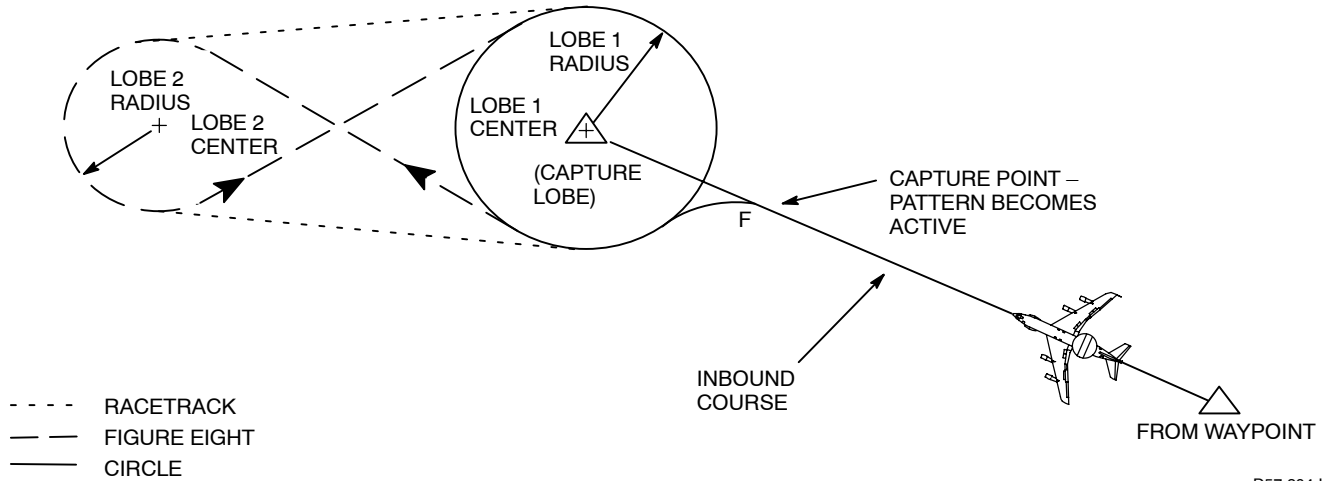 LOBE 1
RADIUS
LOBE 2
RADIUS
LOBE 1
CENTER
LOBE 2
CENTER
(CAPTURE
LOBE)
CAPTURE POINT –
PATTERN BECOMES
ACTIVE
F
INBOUND
COURSE
FROM WAYPOINT
RACETRACK
FIGURE EIGHT
CIRCLE